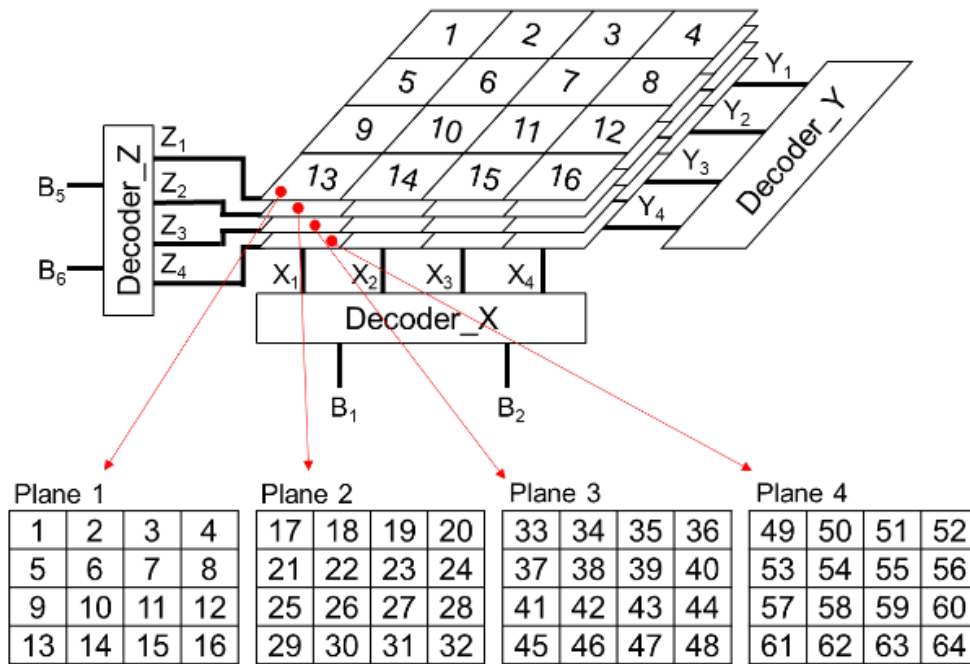 1 2 3 4
5 6 7 8
9 10 11 12
13 14 15 16
Y1
Y2
Y3
Y4
Decoder_Y
Decoder_Z
Z1
Z2
Z3
Z4
B5
B6
X1 X2 X3 X4
Decoder_X
B1 B2
Plane 1
1 2 3 4
5 6 7 8
9 10 11 12
13 14 15 16
Plane 2
17 18 19 20
21 22 23 24
25 26 27 28
29 30 31 32
Plane 3
33 34 35 36
37 38 39 40
41 42 43 44
45 46 47 48
Plane 4
49 50 51 52
53 54 55 56
57 58 59 60
61 62 63 64